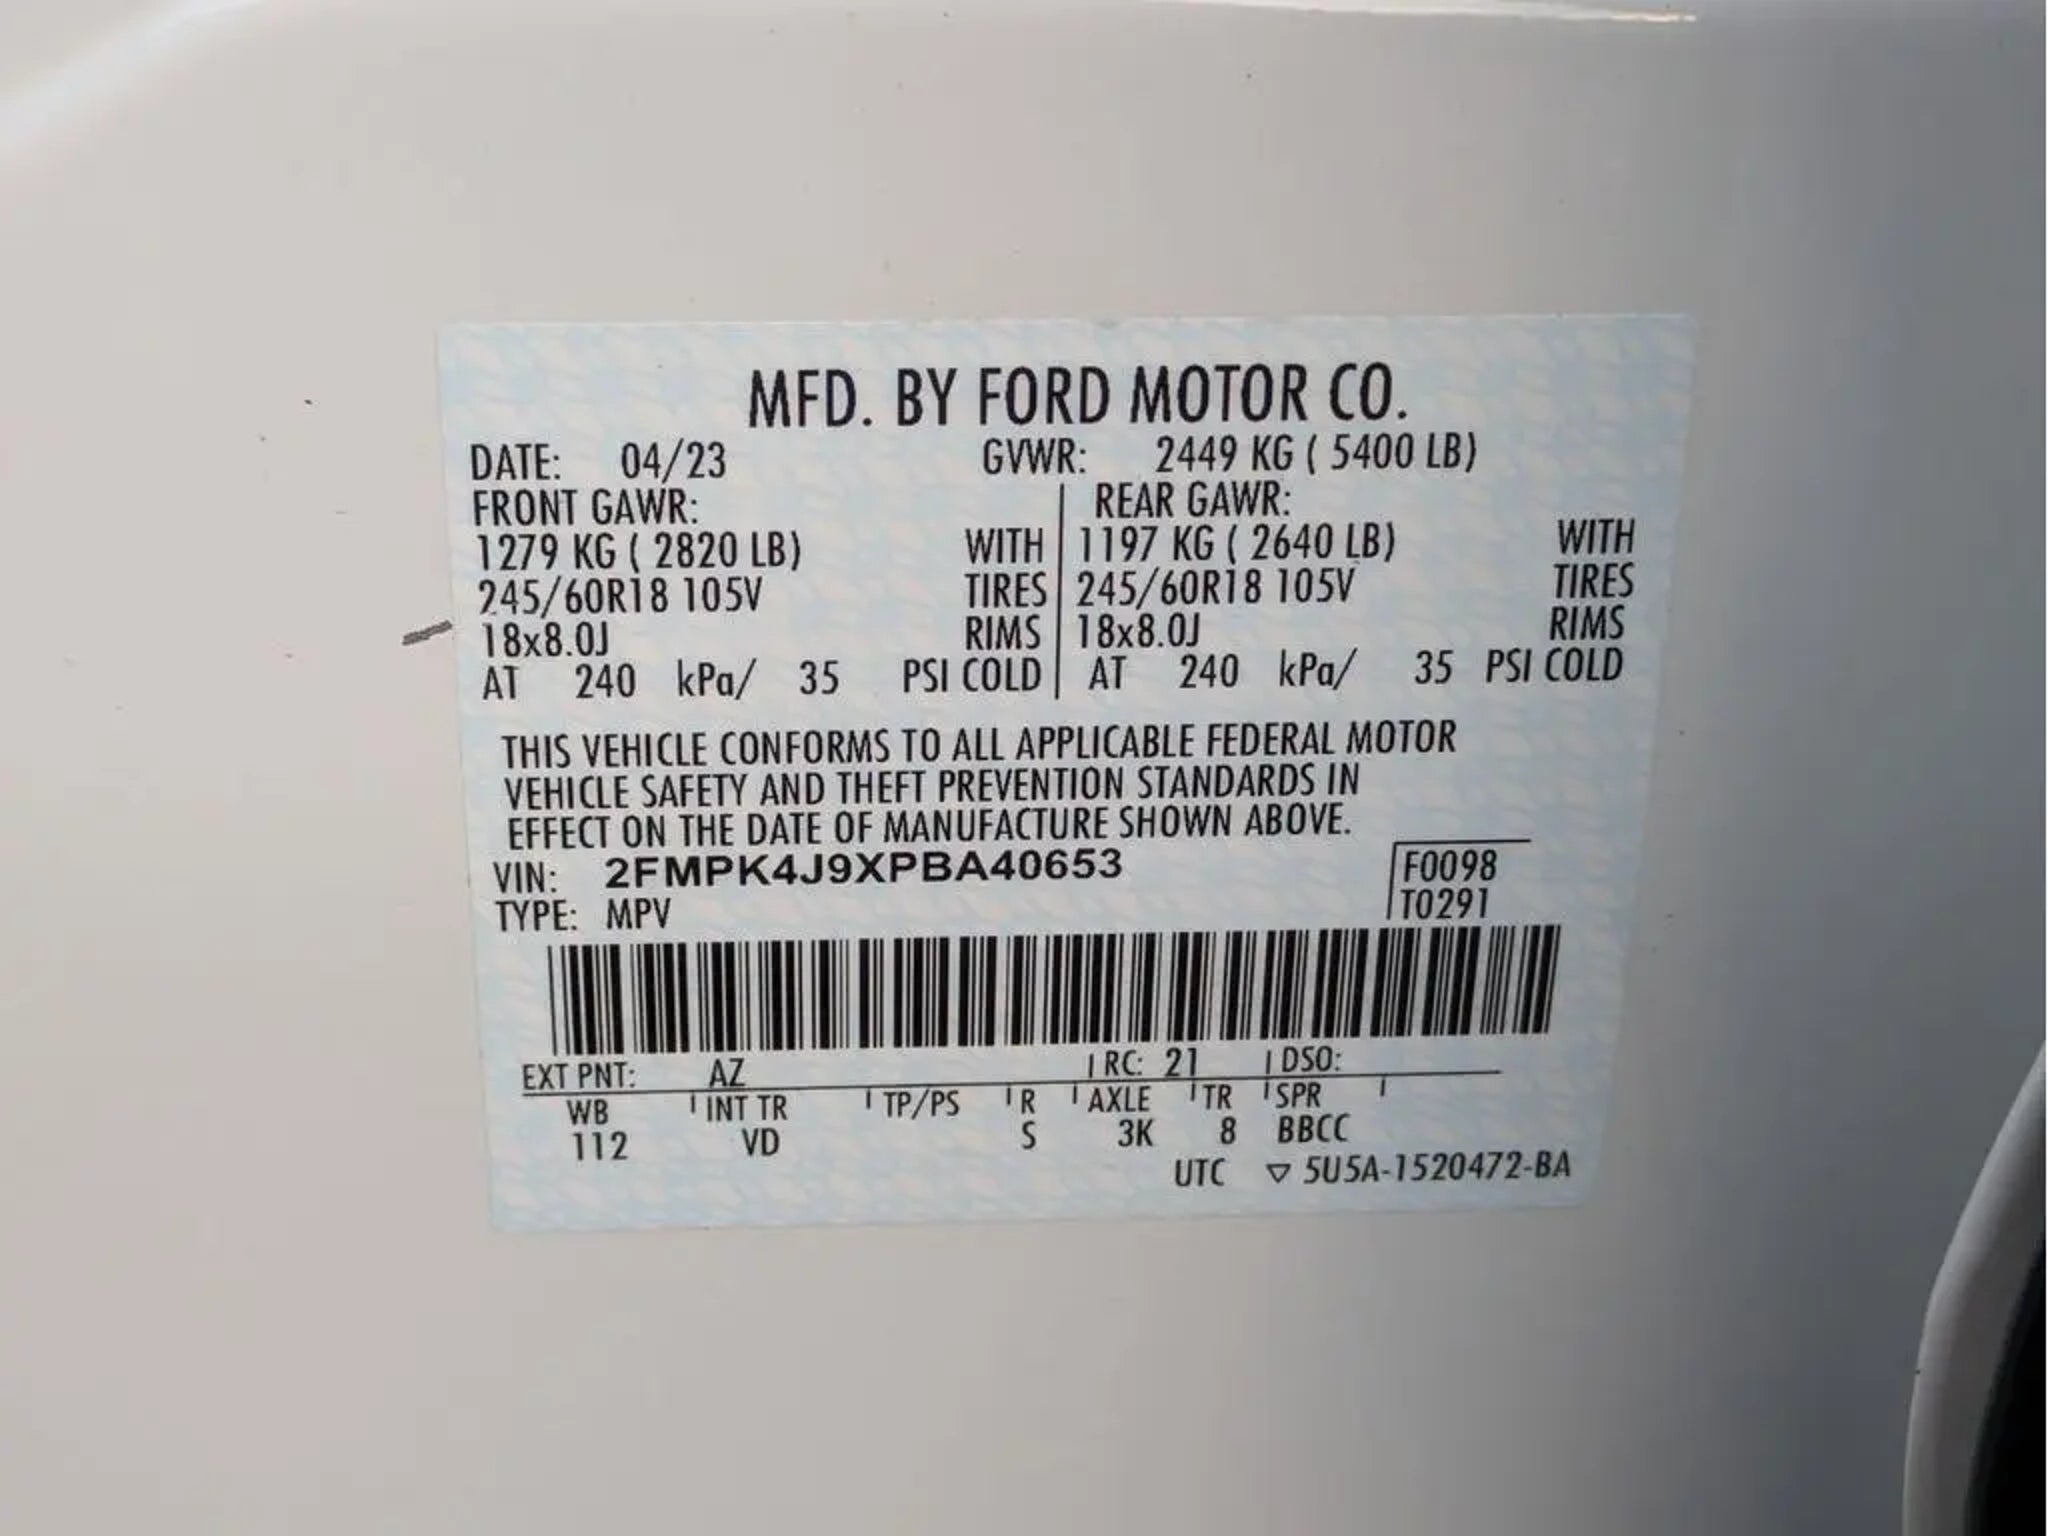 MFD. BY FORD MOTOR CO.
DATE: 04/23 GVWR: 2449 KG ( 5400 LB)
FRONT GAWR: REAR GAWR:
1279 KG ( 2820 LB) WITH 1197 KG ( 2640 LB) WITH
245/60R18 105V TIRES 245/60R18 105V TIRES
18x8.0J RIMS 18x8.0J RIMS
AT 240 kPa/ 35 PSI COLD AT 240 kPa/ 35 PSI COLD
THIS VEHICLE CONFORMS TO ALL APPLICABLE FEDERAL MOTOR
VEHICLE SAFETY AND THEFT PREVENTION STANDARDS IN
EFFECT ON THE DATE OF MANUFACTURE SHOWN ABOVE.
VIN: 2FMPK4J9XPBA40653 F0098
TYPE: MPV T0291
EXT PNT: AZ RC: 21 DSO:
WB INT TR TP/PS R AXLE TR SPR
112 VD S 3K 8 BBCC
UTC ▽ 5U5A-1520472-BA